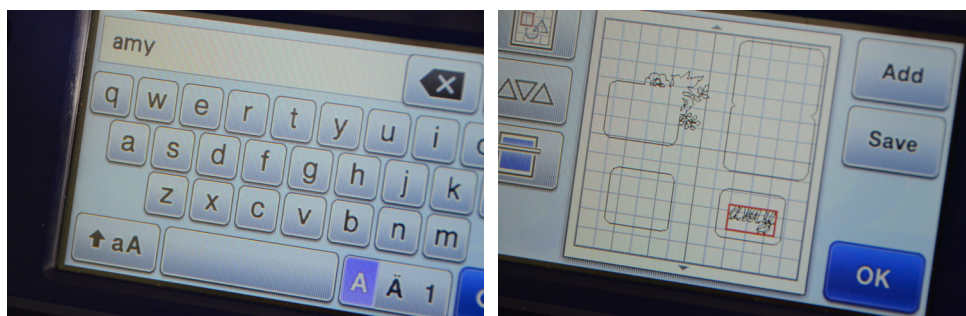 amy
q w e r t y u i
a s d f g h j k
z x c v b n m
aA A Ä 1
Add
Save
OK